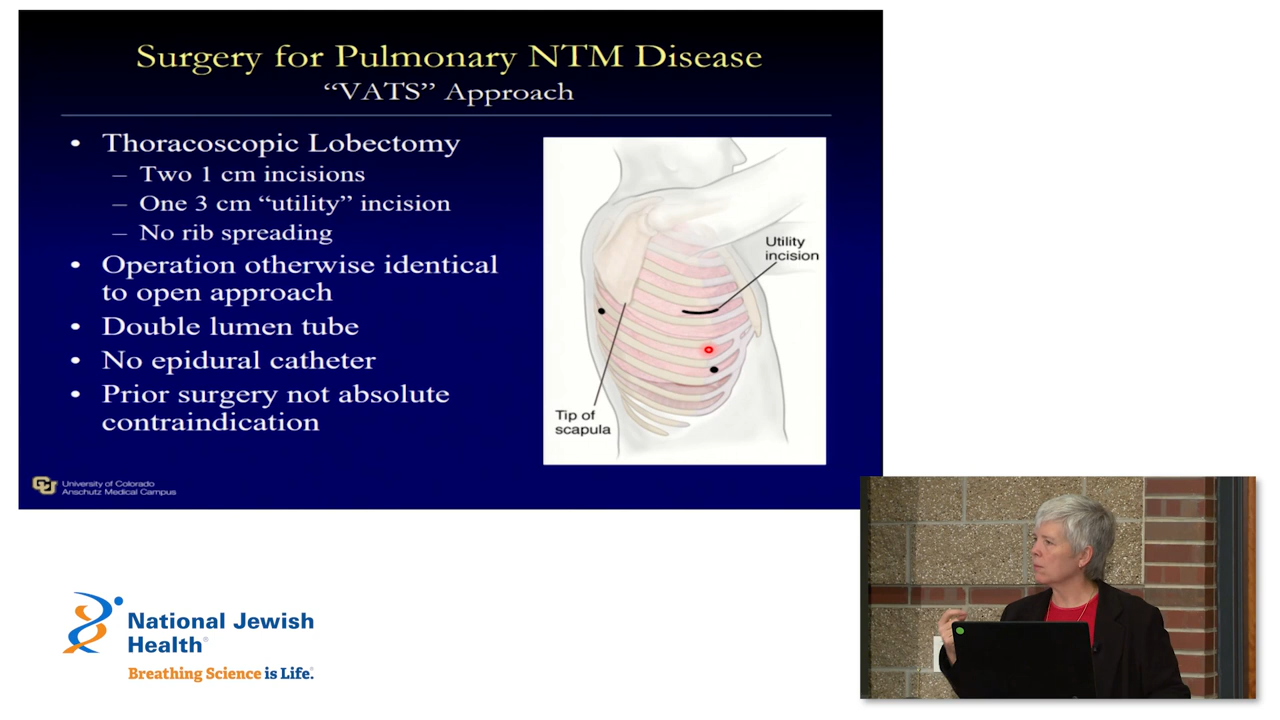 Surgery for Pulmonary NTM Disease
“VATS” Approach
• Thoracoscopic Lobectomy
– Two 1 cm incisions
– One 3 cm “utility” incision
– No rib spreading
• Operation otherwise identical
to open approach
• Double lumen tube
• No epidural catheter
• Prior surgery not absolute
contraindication
Utility
incision
Tip of
scapula
CU
University of Colorado
Anschutz Medical Campus
National Jewish
Health®
Breathing Science is Life.®